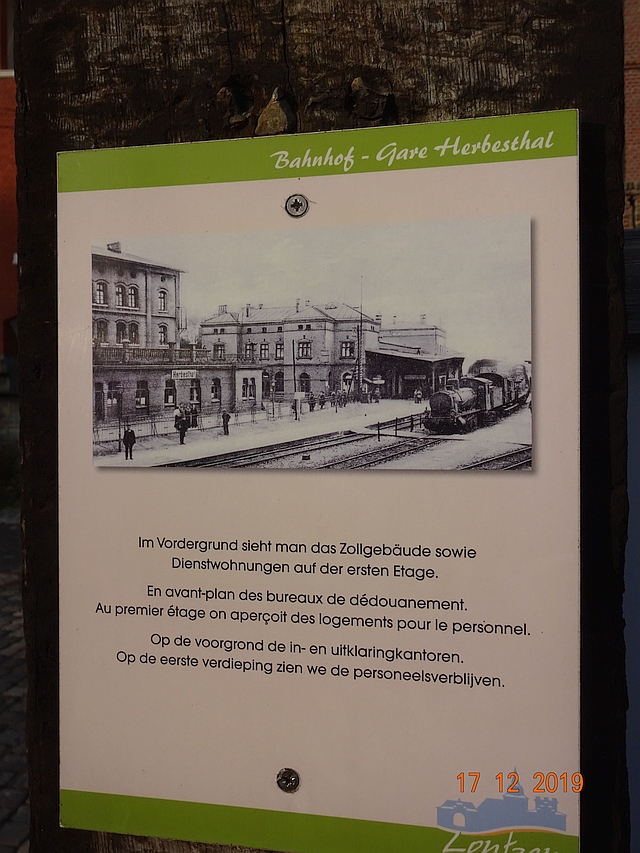 Bahnhof - Gare Herbesthal
Herbesthal
Im Vordergrund sieht man das Zollgebäude sowie
Dienstwohnungen auf der ersten Etage.
En avant-plan des bureaux de dédouanement.
Au premier étage on aperçoit des logements pour le personnel.
Op de voorgrond de in- en uitklaringkantoren.
Op de eerste verdieping zien we de personeelsverblijven.
17 12 2019
Lontzen